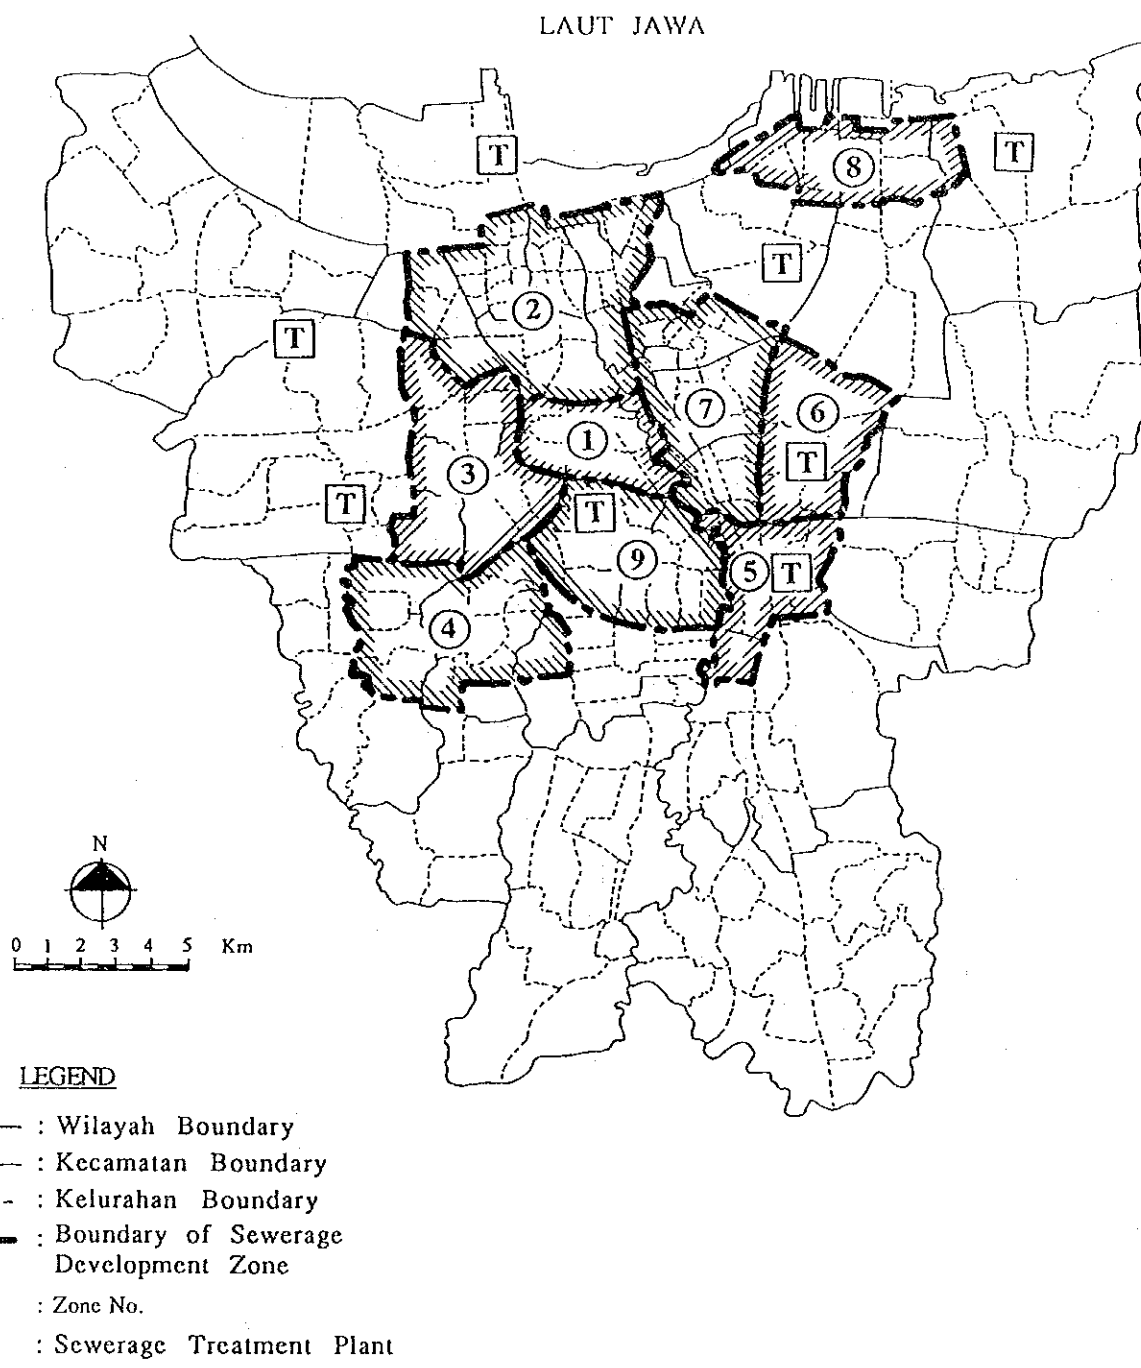 LAUT JAWA
T
8
T
T
2
T
7
6
1
T
3
T
T
9
5
T
4
N
0 1 2 3 4 5 Km
LEGEND
: Wilayah Boundary
: Kecamatan Boundary
: Kelurahan Boundary
: Boundary of Sewerage
Development Zone
: Zone No.
: Sewerage Treatment Plant